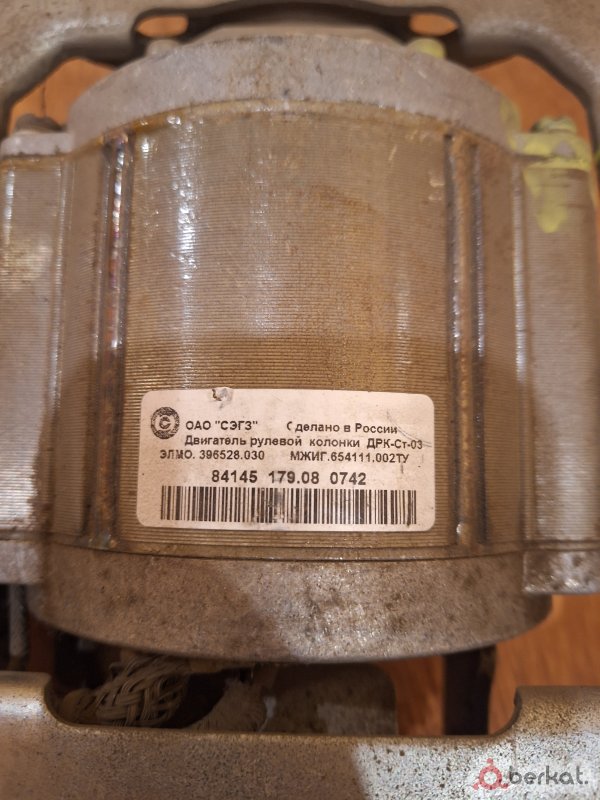 ОАО "СЭГЗ" Сделано в России
Двигатель рулевой колонки ДРК-Ст-03
ЭЛМО. 396528.030 МЖИГ.654111.002ТУ
84145 179.08 0742
berkat.